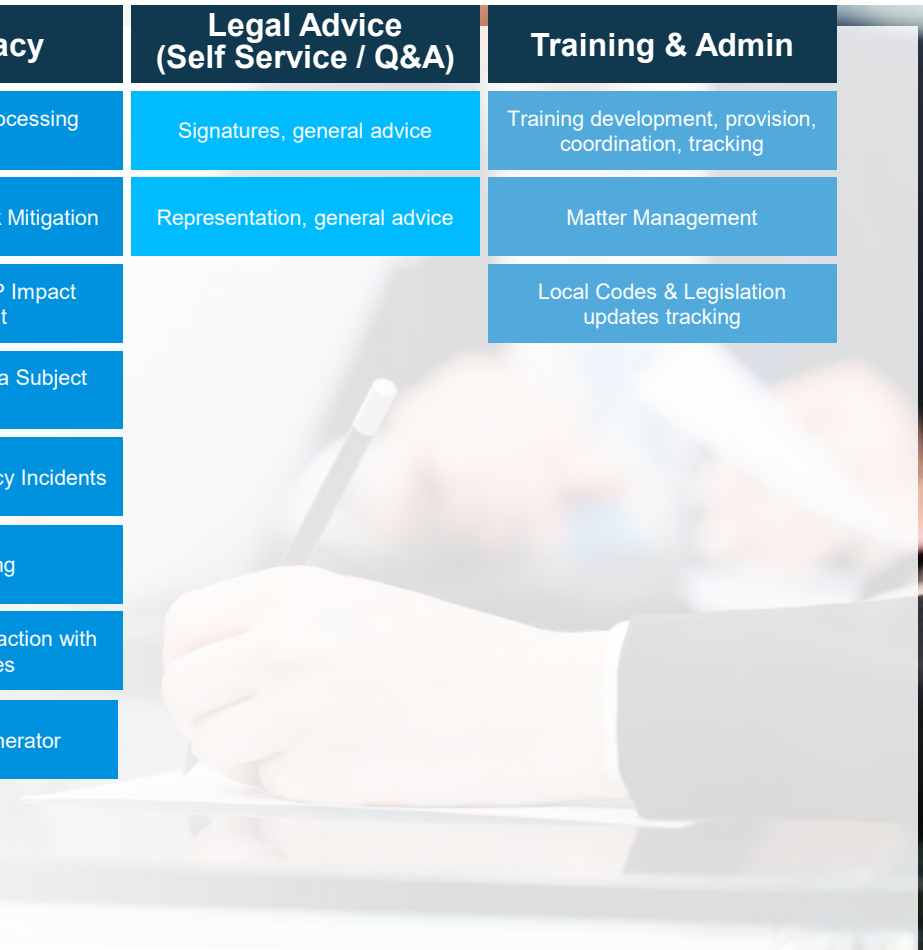 acy
ocessing
Mitigation
P Impact
t
a Subject
cy Incidents
ng
action with
es
nerator
Legal Advice
(Self Service / Q&A)
Signatures, general advice
Representation, general advice
Training & Admin
Training development, provision,
coordination, tracking
Matter Management
Local Codes & Legislation
updates tracking